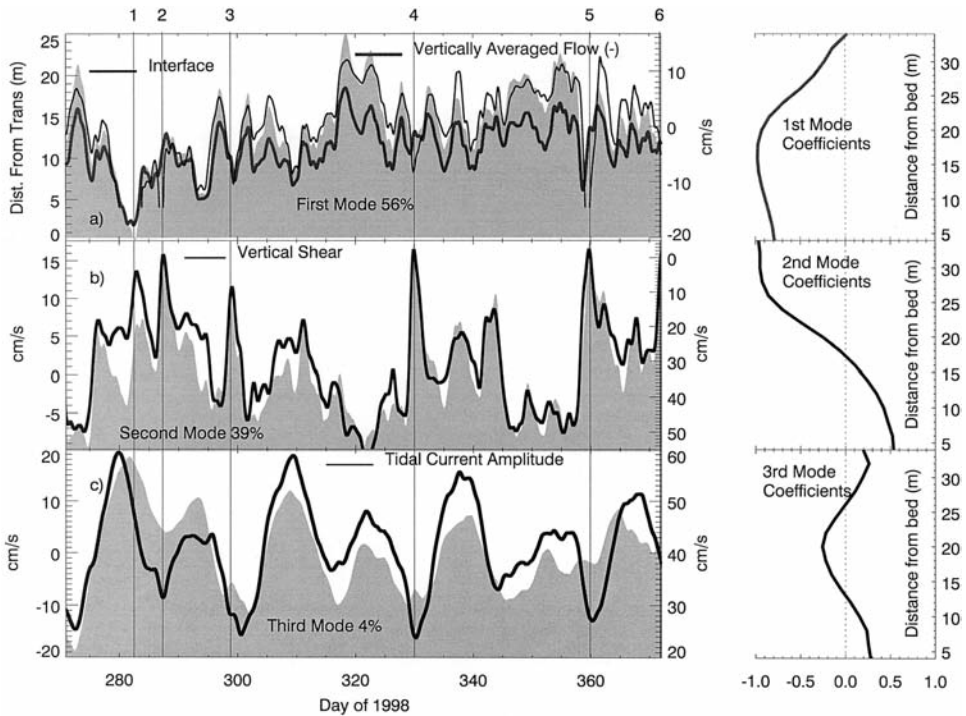 1 2 3 4 5 6
25
20
15
10
5
0
Dist. From Trans (m)
Interface
Vertically Averaged Flow (-)
First Mode 56%
a)
10
0
-10
-20
cm/s
30
25
20
15
10
5
Distance from bed (m)
1st Mode
Coefficients
15
10
5
0
-5
cm/s
b)
Vertical Shear
Second Mode 39%
0
10
20
30
40
50
cm/s
2nd Mode
Coefficients
30
25
20
15
10
5
Distance from bed (m)
20
10
0
-10
-20
cm/s
c)
Tidal Current Amplitude
Third Mode 4%
60
50
40
30
20
cm/s
3rd Mode
Coefficients
30
25
20
15
10
5
Distance from bed (m)
280 300 320 340 360
Day of 1998
-1.0 -0.5 0.0 0.5 1.0